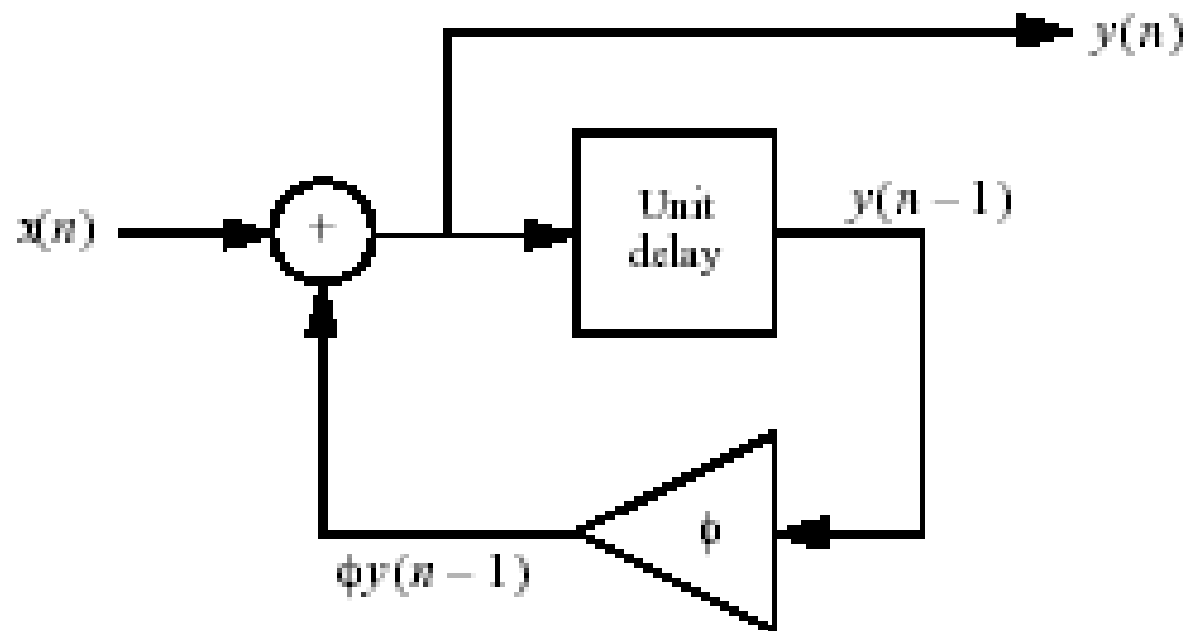 y(n)
x(n)
+
Unit
delay
y(n − 1)
ϕ
ϕy(n − 1)